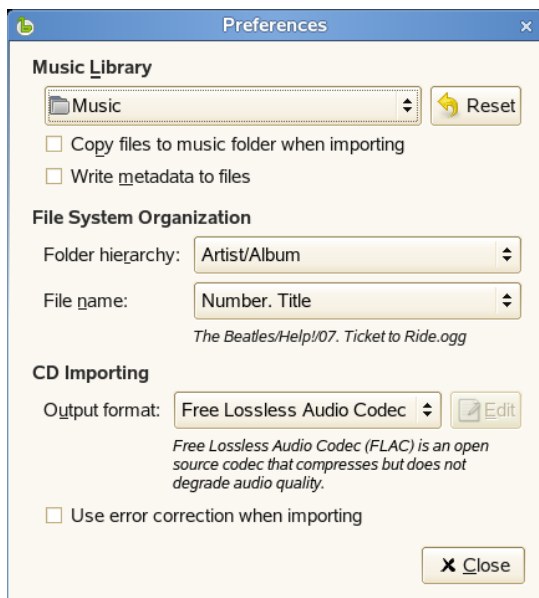 Preferences
Music Library
Music
Reset
Copy files to music folder when importing
Write metadata to files
File System Organization
Folder hierarchy: Artist/Album
File name: Number. Title
The Beatles/Help!/07. Ticket to Ride.ogg
CD Importing
Output format: Free Lossless Audio Codec Edit
Free Lossless Audio Codec (FLAC) is an open
source codec that compresses but does not
degrade audio quality.
Use error correction when importing
Close